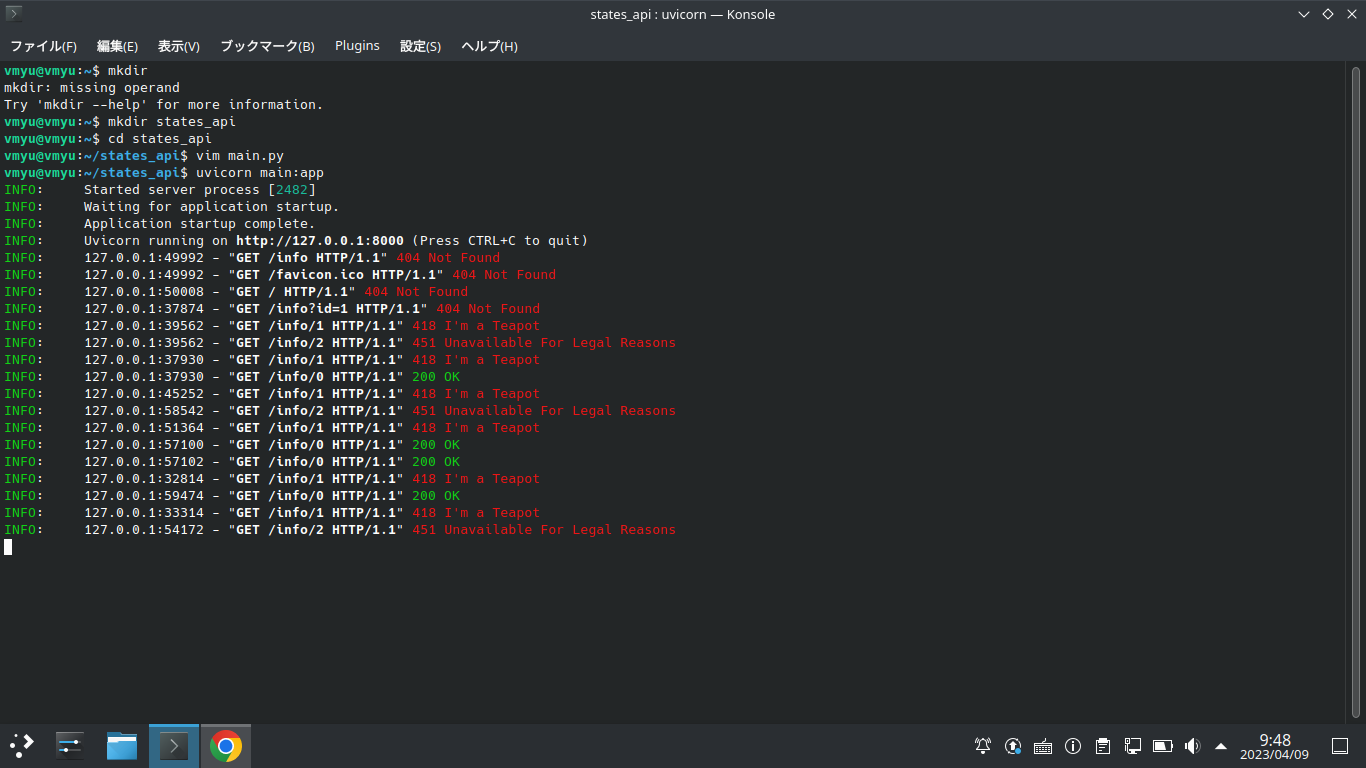 states_api : uvicorn — Konsole
ファイル(F) 編集(E) 表示(V) ブックマーク(B) Plugins 設定(S) ヘルプ(H)
vmyu@vmyu:~$ mkdir
mkdir: missing operand
Try 'mkdir --help' for more information.
vmyu@vmyu:~$ mkdir states_api
vmyu@vmyu:~$ cd states_api
vmyu@vmyu:~/states_api$ vim main.py
vmyu@vmyu:~/states_api$ uvicorn main:app
INFO:     Started server process [2482]
INFO:     Waiting for application startup.
INFO:     Application startup complete.
INFO:     Uvicorn running on http://127.0.0.1:8000 (Press CTRL+C to quit)
INFO:     127.0.0.1:49992 - "GET /info HTTP/1.1" 404 Not Found
INFO:     127.0.0.1:49992 - "GET /favicon.ico HTTP/1.1" 404 Not Found
INFO:     127.0.0.1:50008 - "GET / HTTP/1.1" 404 Not Found
INFO:     127.0.0.1:37874 - "GET /info?id=1 HTTP/1.1" 404 Not Found
INFO:     127.0.0.1:39562 - "GET /info/1 HTTP/1.1" 418 I'm a Teapot
INFO:     127.0.0.1:39562 - "GET /info/2 HTTP/1.1" 451 Unavailable For Legal Reasons
INFO:     127.0.0.1:37930 - "GET /info/1 HTTP/1.1" 418 I'm a Teapot
INFO:     127.0.0.1:37930 - "GET /info/0 HTTP/1.1" 200 OK
INFO:     127.0.0.1:45252 - "GET /info/1 HTTP/1.1" 418 I'm a Teapot
INFO:     127.0.0.1:58542 - "GET /info/2 HTTP/1.1" 451 Unavailable For Legal Reasons
INFO:     127.0.0.1:51364 - "GET /info/1 HTTP/1.1" 418 I'm a Teapot
INFO:     127.0.0.1:57100 - "GET /info/0 HTTP/1.1" 200 OK
INFO:     127.0.0.1:57102 - "GET /info/0 HTTP/1.1" 200 OK
INFO:     127.0.0.1:32814 - "GET /info/1 HTTP/1.1" 418 I'm a Teapot
INFO:     127.0.0.1:59474 - "GET /info/0 HTTP/1.1" 200 OK
INFO:     127.0.0.1:33314 - "GET /info/1 HTTP/1.1" 418 I'm a Teapot
INFO:     127.0.0.1:54172 - "GET /info/2 HTTP/1.1" 451 Unavailable For Legal Reasons
9:48
2023/04/09